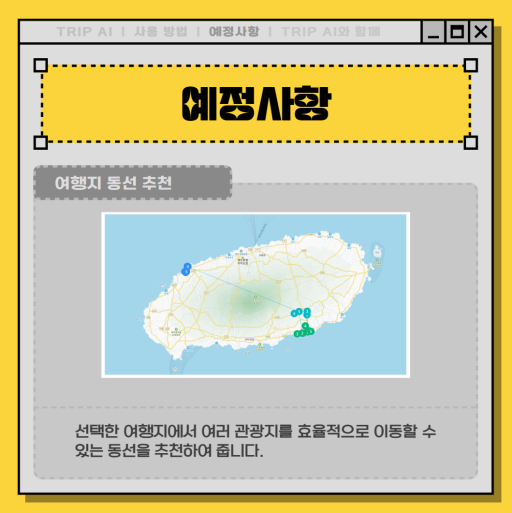 TRIP AI | 사용 방법 | 예정사항 | TRIP AI와 함께
예정사항
여행지 동선 추천
선택한 여행지에서 여러 관광지를 효율적으로 이동할 수
있는 동선을 추천하여 줍니다.